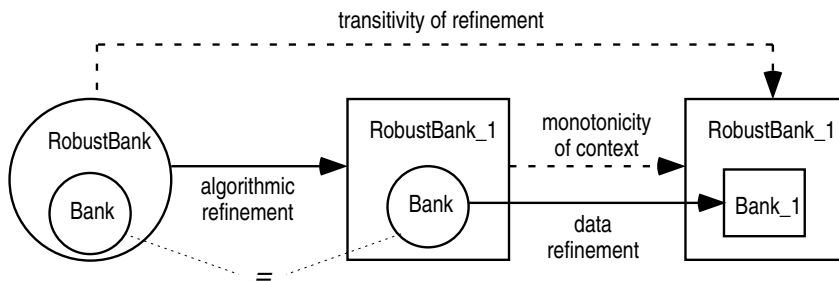 transitivity of refinement
RobustBank
Bank
algorithmic
refinement
=
RobustBank_1
Bank
monotonicity
of context
data
refinement
RobustBank_1
Bank_1